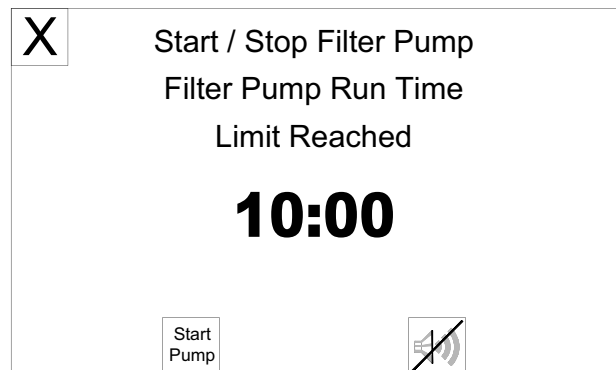 X
Start / Stop Filter Pump
Filter Pump Run Time
Limit Reached
10:00
Start
Pump